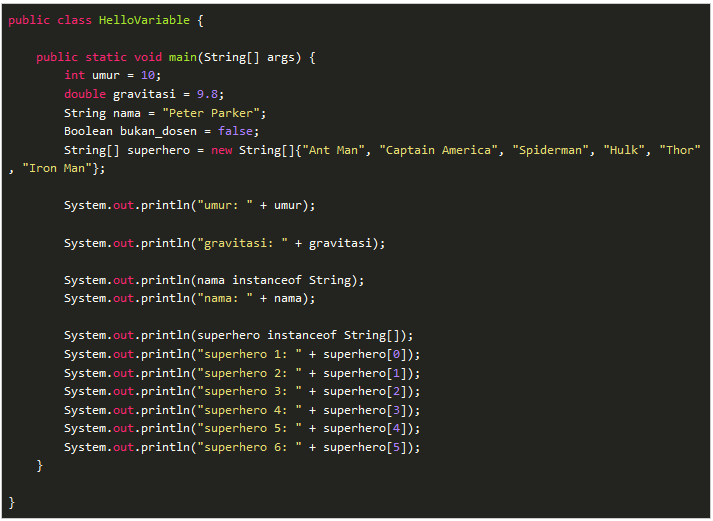 public class HelloVariable {
public static void main(String[] args) {
int umur = 10;
double gravitasi = 9.8;
String nama = "Peter Parker";
Boolean bukan_dosen = false;
String[] superhero = new String[]{"Ant Man", "Captain America", "Spiderman", "Hulk", "Thor"
, "Iron Man"};
System.out.println("umur: " + umur);
System.out.println("gravitasi: " + gravitasi);
System.out.println(nama instanceof String);
System.out.println("nama: " + nama);
System.out.println(superhero instanceof String[]);
System.out.println("superhero 1: " + superhero[0]);
System.out.println("superhero 2: " + superhero[1]);
System.out.println("superhero 3: " + superhero[2]);
System.out.println("superhero 4: " + superhero[3]);
System.out.println("superhero 5: " + superhero[4]);
System.out.println("superhero 6: " + superhero[5]);
}
}